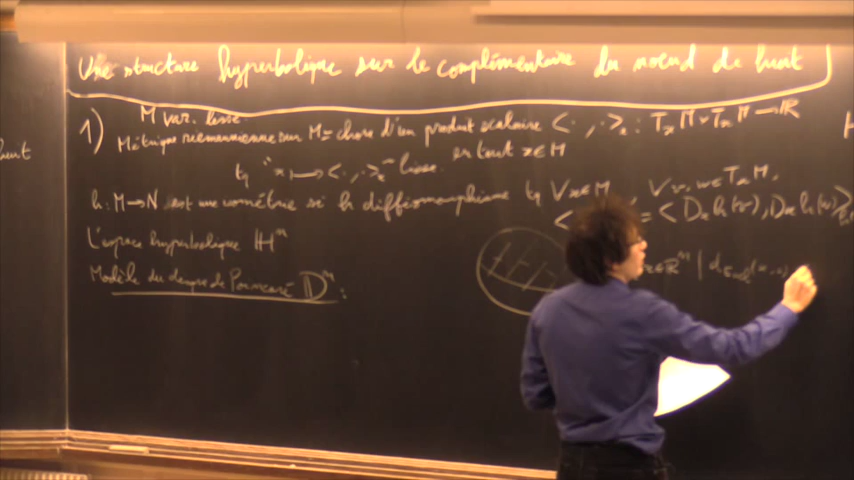 Une structure hyperbolique sur le complémentaire du noeud de huit
huit
1) M var. lisse
Métrique riemannienne sur M = choix d'un produit scalaire < . , . >x : TxM × TxM → ℝ
en tout x∈M
tq "x ⟼ < . , . >x" lisse.
h: M → N est une isométrie si h difféomorphisme tq ∀x∈M, ∀v,w∈TxM,
< = < Dxh(v), Dxh(w) >
L'espace hyperbolique ℍⁿ
Modèle du disque de Poincaré 𝔻ⁿ :
x∈ℝⁿ | dEucl(